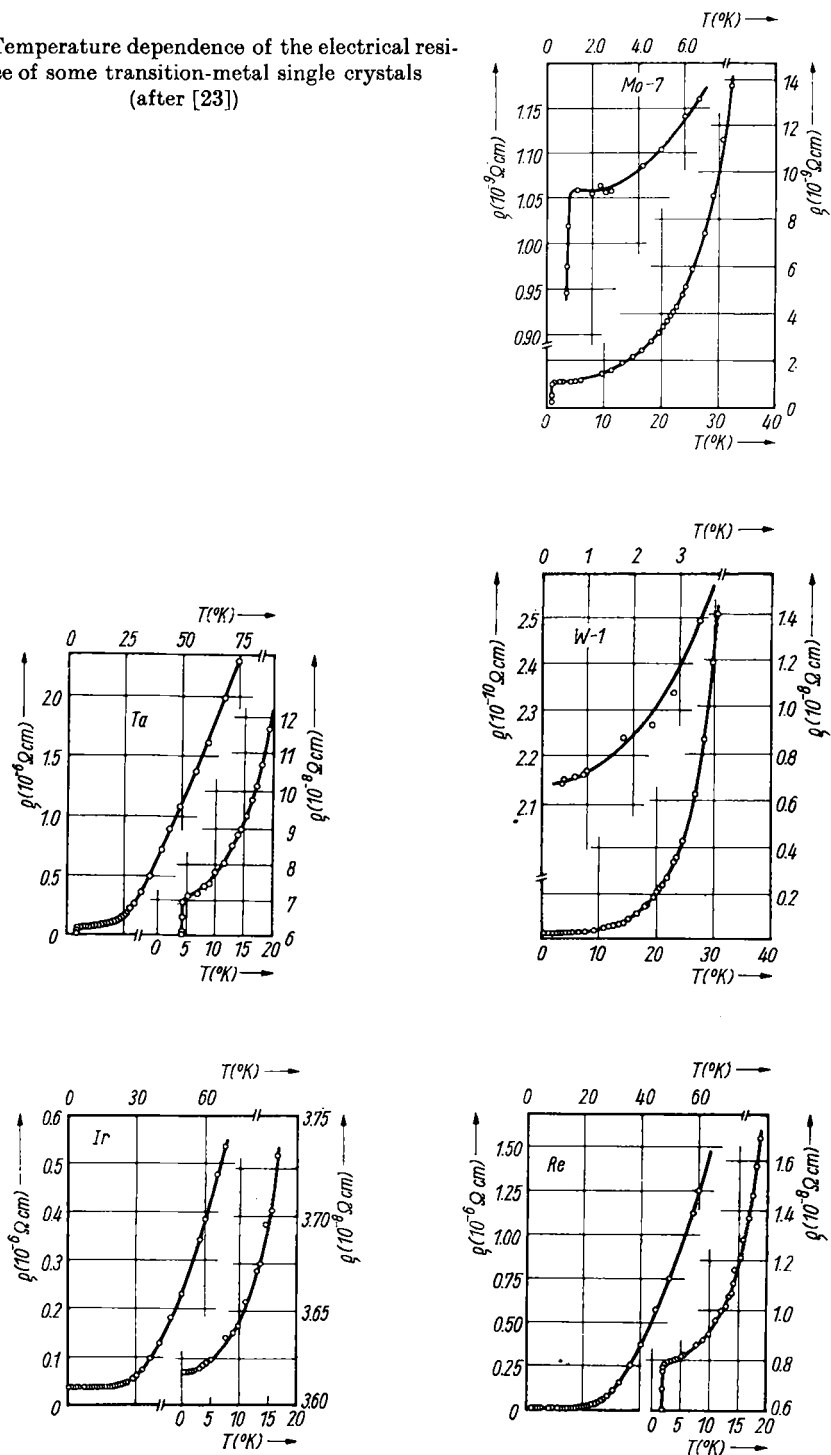 Temperature dependence of the electrical resi-
ce of some transition-metal single crystals
(after [23])
T(°K)
0 2.0 4.0 6.0
Mo-7
ρ(10⁻⁹Ωcm)
1.15
1.10
1.05
1.00
0.95
0.90
14
12
10
8
6
4
2
0
ρ(10⁻⁹Ωcm)
0 10 20 30 40
T(°K)
T(°K)
0 25 50 75
Ta
ρ(10⁻⁶Ωcm)
2.0
1.5
1.0
0.5
0
12
11
10
9
8
7
6
ρ(10⁻⁸Ωcm)
0 5 10 15 20
T(°K)
T(°K)
0 1 2 3
W-1
ρ(10⁻¹⁰Ωcm)
2.5
2.4
2.3
2.2
2.1
1.4
1.2
1.0
0.8
0.6
0.4
0.2
ρ(10⁻⁸Ωcm)
0 10 20 30 40
T(°K)
T(°K)
0 30 60
Ir
ρ(10⁻⁶Ωcm)
0.6
0.5
0.4
0.3
0.2
0.1
0
3.75
3.70
3.65
3.60
ρ(10⁻⁸Ωcm)
0 5 10 15 20
T(°K)
T(°K)
0 20 40 60
Re
ρ(10⁻⁶Ωcm)
1.50
1.25
1.00
0.75
0.50
0.25
0
1.6
1.4
1.2
1.0
0.8
0.6
ρ(10⁻⁸Ωcm)
0 5 10 15 20
T(°K)